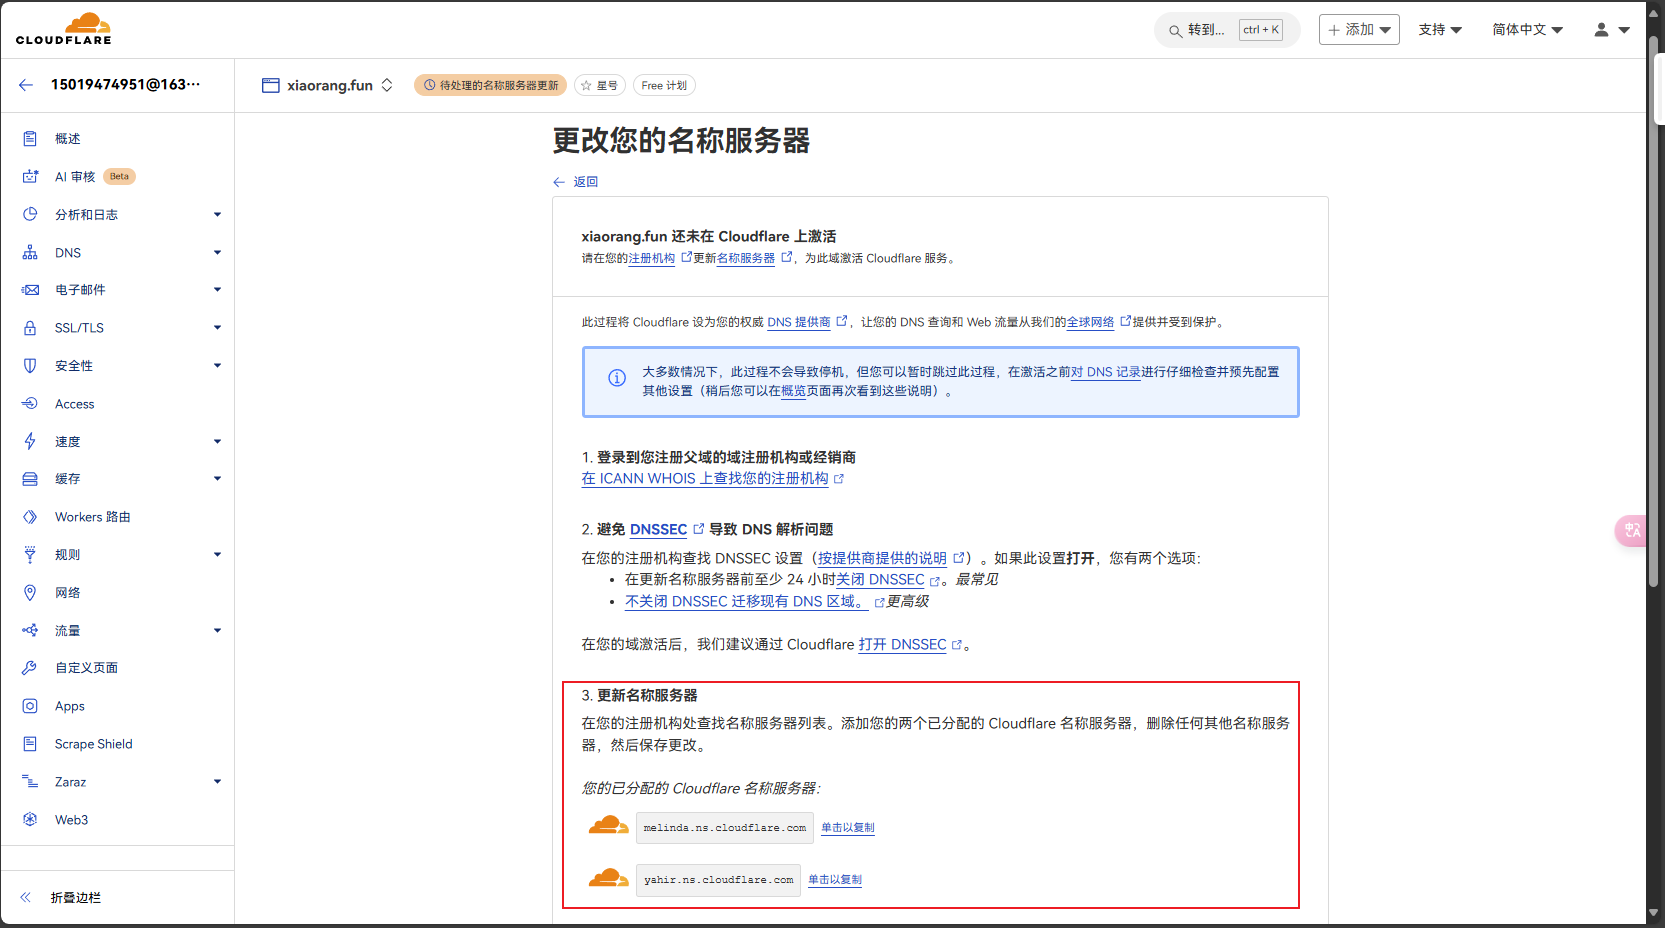 CLOUDFLARE
转到...
ctrl + K
添加
支持
简体中文
15019474951@163...
xiaorang.fun
待处理的名称服务器更新
星号
Free 计划
概述
AI 审核
Beta
分析和日志
DNS
电子邮件
SSL/TLS
安全性
Access
速度
缓存
Workers 路由
规则
网络
流量
自定义页面
Apps
Scrape Shield
Zaraz
Web3
折叠边栏
更改您的名称服务器
返回
xiaorang.fun 还未在 Cloudflare 上激活
请在您的注册机构更新名称服务器，为此域激活 Cloudflare 服务。
此过程将 Cloudflare 设为您的权威 DNS 提供商，让您的 DNS 查询和 Web 流量从我们的全球网络提供并受到保护。
大多数情况下，此过程不会导致停机，但您可以暂时跳过此过程，在激活之前对 DNS 记录进行仔细检查并预先配置
其他设置（稍后您可以在概览页面再次看到这些说明）。
1. 登录到您注册父域的域注册机构或经销商
在 ICANN WHOIS 上查找您的注册机构
2. 避免 DNSSEC 导致 DNS 解析问题
在您的注册机构查找 DNSSEC 设置（按提供商提供的说明）。如果此设置打开，您有两个选项：
• 在更新名称服务器前至少 24 小时关闭 DNSSEC。最常见
• 不关闭 DNSSEC 迁移现有 DNS 区域。更高级
在您的域激活后，我们建议通过 Cloudflare 打开 DNSSEC。
3. 更新名称服务器
在您的注册机构处查找名称服务器列表。添加您的两个已分配的 Cloudflare 名称服务器，删除任何其他名称服务
器，然后保存更改。
您的已分配的 Cloudflare 名称服务器：
melinda.ns.cloudflare.com 单击以复制
yahir.ns.cloudflare.com 单击以复制